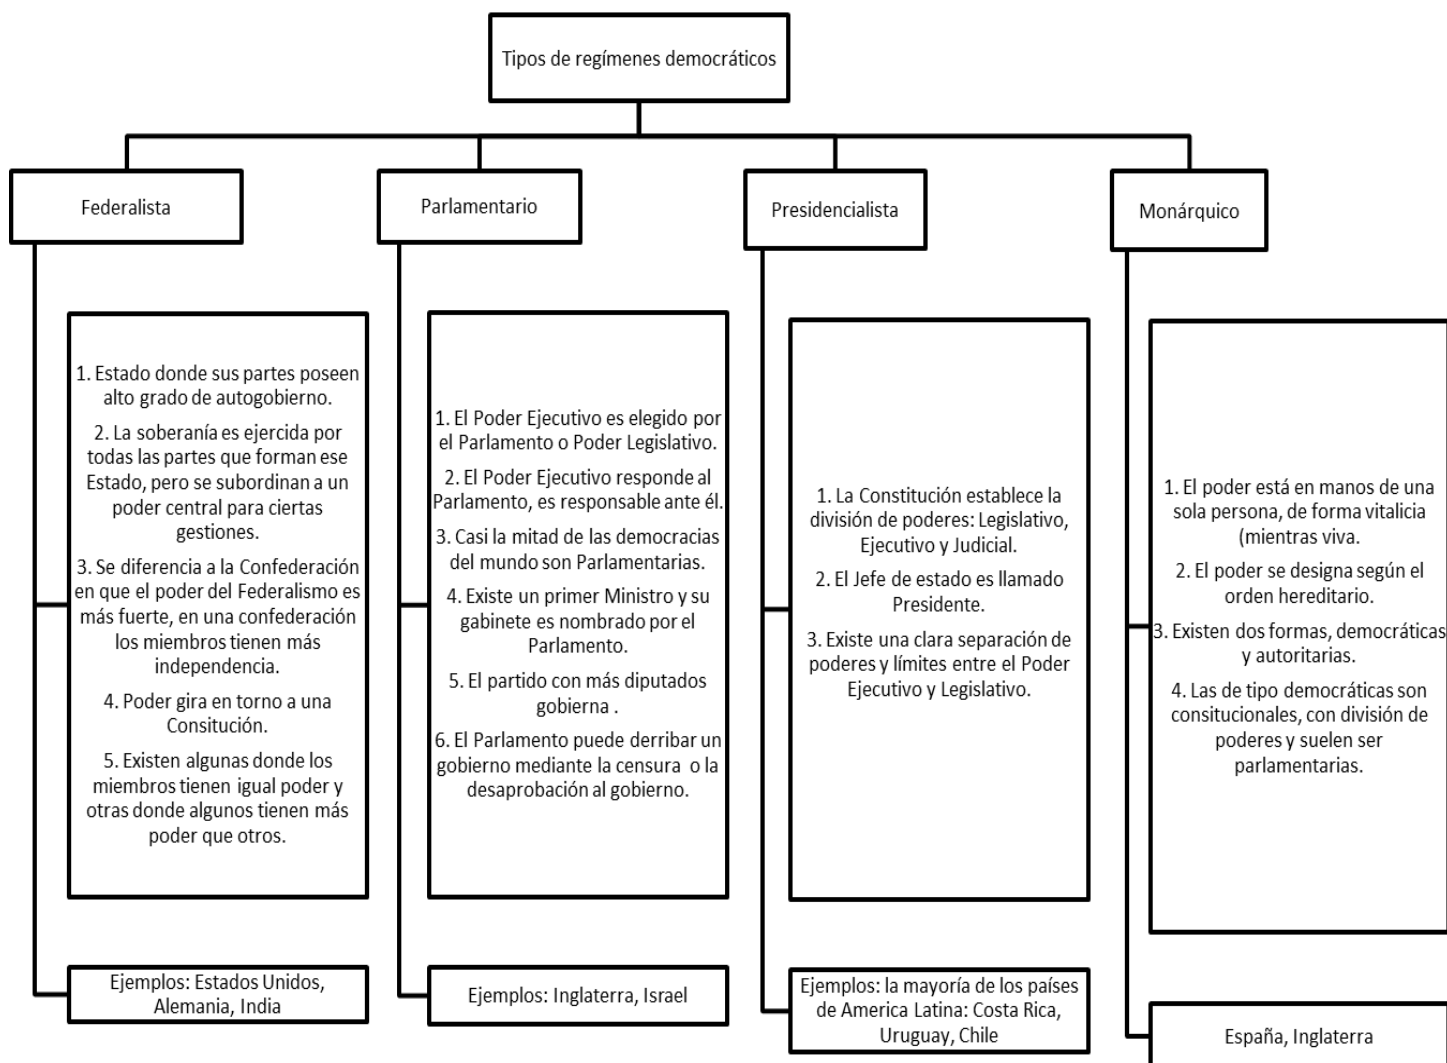 Tipos de regímenes democráticos
Federalista
1. Estado donde sus partes poseen
alto grado de autogobierno.
2. La soberanía es ejercida por
todas las partes que forman ese
Estado, pero se subordinan a un
poder central para ciertas
gestiones.
3. Se diferencia a la Confederación
en que el poder del Federalismo es
más fuerte, en una confederación
los miembros tienen más
independencia.
4. Poder gira en torno a una
Consitución.
5. Existen algunas donde los
miembros tienen igual poder y
otras donde algunos tienen más
poder que otros.
Ejemplos: Estados Unidos,
Alemania, India
Parlamentario
1. El Poder Ejecutivo es elegido por
el Parlamento o Poder Legislativo.
2. El Poder Ejecutivo responde al
Parlamento, es responsable ante él.
3. Casi la mitad de las democracias
del mundo son Parlamentarias.
4. Existe un primer Ministro y su
gabinete es nombrado por el
Parlamento.
5. El partido con más diputados
gobierna .
6. El Parlamento puede derribar un
gobierno mediante la censura o la
desaprobación al gobierno.
Ejemplos: Inglaterra, Israel
Presidencialista
1. La Constitución establece la
división de poderes: Legislativo,
Ejecutivo y Judicial.
2. El Jefe de estado es llamado
Presidente.
3. Existe una clara separación de
poderes y límites entre el Poder
Ejecutivo y Legislativo.
Ejemplos: la mayoría de los países
de America Latina: Costa Rica,
Uruguay, Chile
Monárquico
1. El poder está en manos de una
sola persona, de forma vitalicia
(mientras viva.
2. El poder se designa según el
orden hereditario.
3. Existen dos formas, democráticas
y autoritarias.
4. Las de tipo democráticas son
consitucionales, con división de
poderes y suelen ser
parlamentarias.
España, Inglaterra